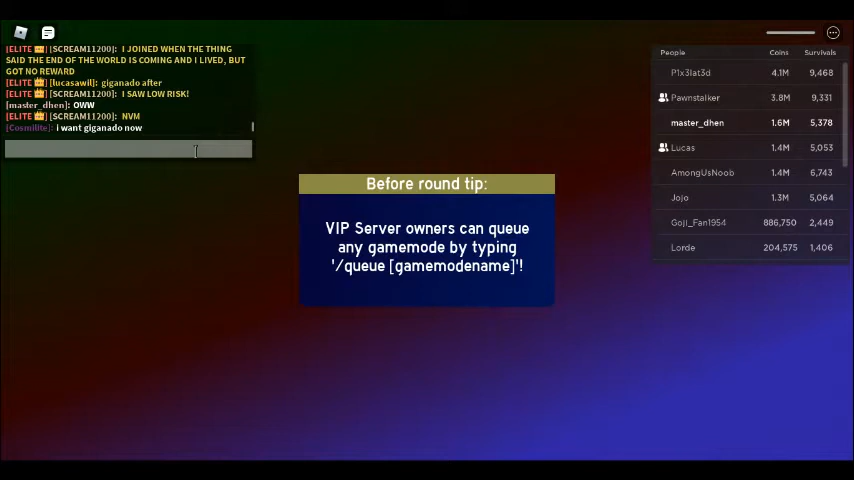 [ELITE 👑] [SCREAM11200]: I JOINED WHEN THE THING
SAID THE END OF THE WORLD IS COMING AND I LIVED, BUT
GOT NO REWARD
[ELITE 👑] [lucasawil]: giganado after
[ELITE 👑] [SCREAM11200]: I SAW LOW RISK!
[master_dhen]: OWW
[ELITE 👑] [SCREAM11200]: NVM
[Cosmiiite]: i want giganado now
Before round tip:
VIP Server owners can queue
any gamemode by typing
'/queue [gamemodename]'!
People Coins Survivals
P1x3lat3d 4.1M 9,468
Pawnstalker 3.8M 9,331
master_dhen 1.6M 5,378
Lucas 1.4M 5,053
AmongUsNoob 1.4M 6,743
Jojo 1.3M 5,064
Goji_Fan1954 886,750 2,449
Lorde 204,575 1,406